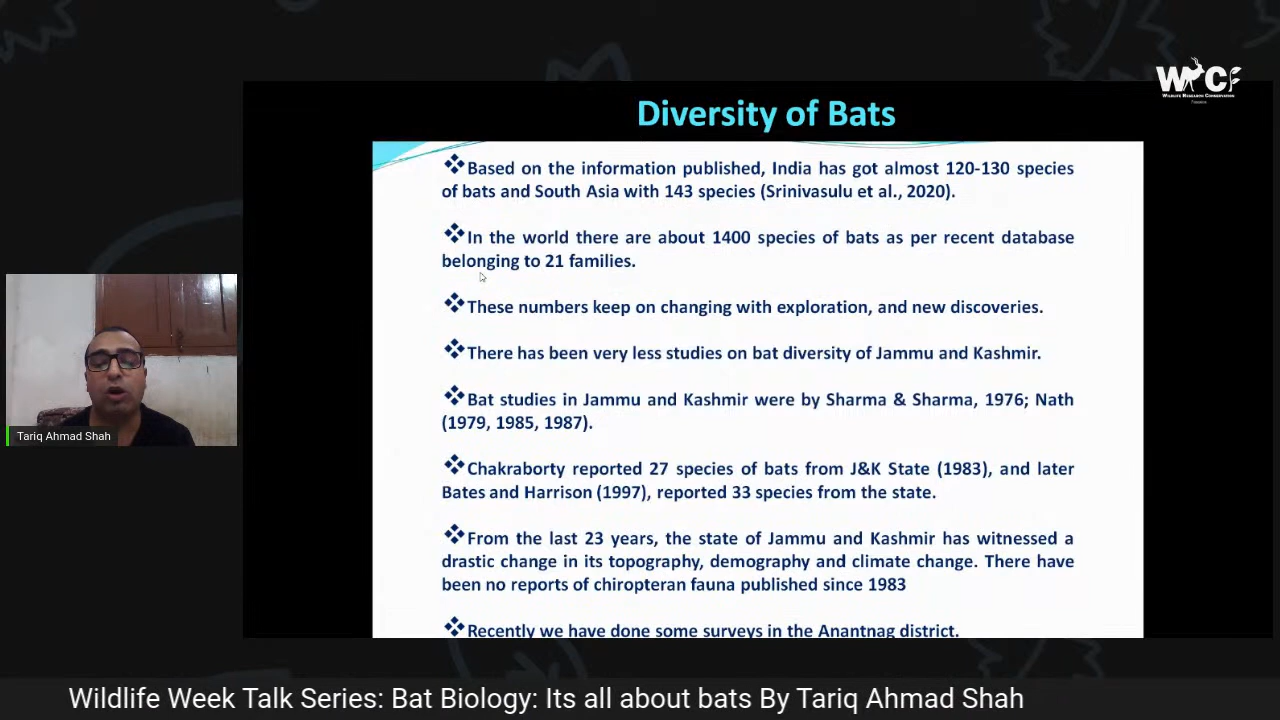 WCF
WILDLIFE RESEARCH CONSERVATION
Diversity of Bats
❖Based on the information published, India has got almost 120-130 species
of bats and South Asia with 143 species (Srinivasulu et al., 2020).
❖In the world there are about 1400 species of bats as per recent database
belonging to 21 families.
❖These numbers keep on changing with exploration, and new discoveries.
❖There has been very less studies on bat diversity of Jammu and Kashmir.
❖Bat studies in Jammu and Kashmir were by Sharma & Sharma, 1976; Nath
(1979, 1985, 1987).
❖Chakraborty reported 27 species of bats from J&K State (1983), and later
Bates and Harrison (1997), reported 33 species from the state.
❖From the last 23 years, the state of Jammu and Kashmir has witnessed a
drastic change in its topography, demography and climate change. There have
been no reports of chiropteran fauna published since 1983
❖Recently we have done some surveys in the Anantnag district.
Tariq Ahmad Shah
Wildlife Week Talk Series: Bat Biology: Its all about bats By Tariq Ahmad Shah